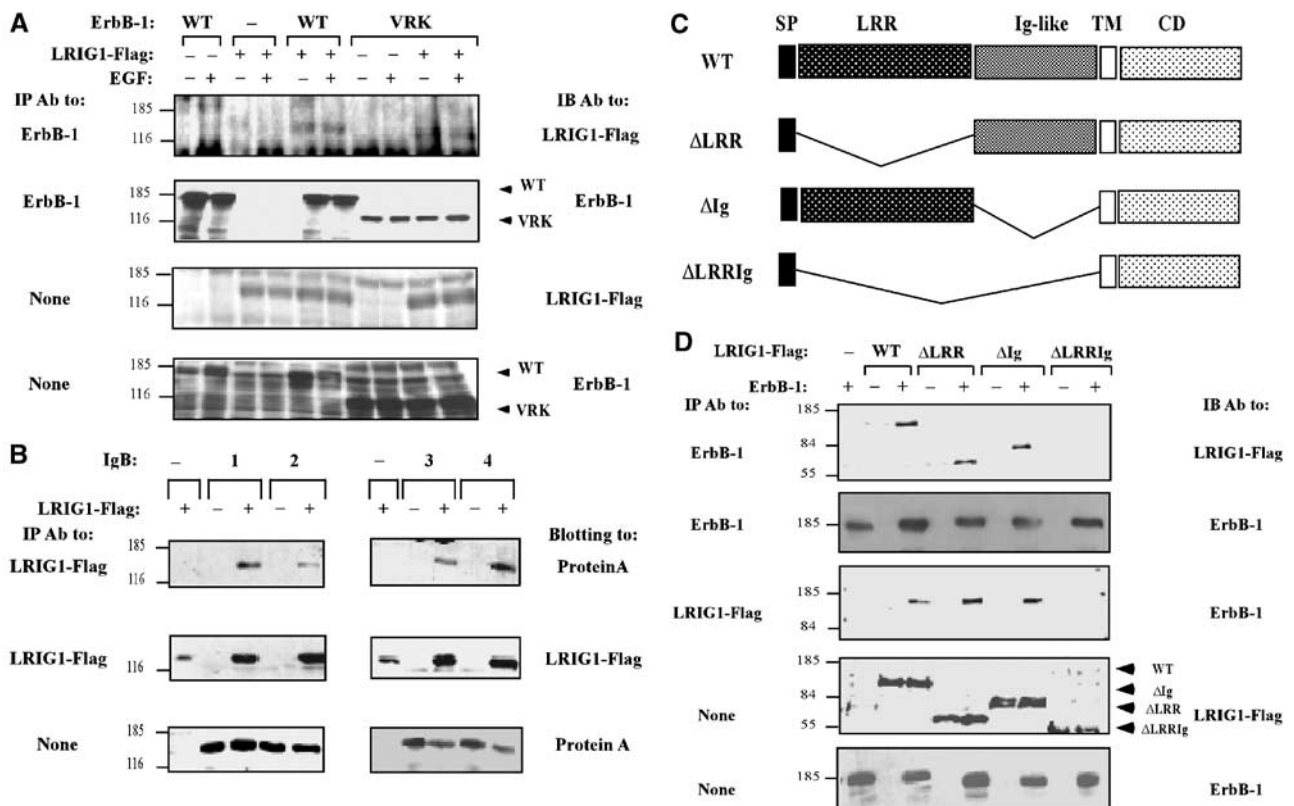 A
ErbB-1: WT – WT VRK
LRIG1-Flag: – – + + + + – – + +
EGF: – + – + – + – + – +
IP Ab to: IB Ab to:
ErbB-1 185 116 LRIG1-Flag
ErbB-1 185 116 WT VRK ErbB-1
None 185 116 LRIG1-Flag
None 185 116 WT VRK ErbB-1
B
IgB: – 1 2 – 3 4
LRIG1-Flag: + – + – + + – + – +
IP Ab to: Blotting to:
LRIG1-Flag 185 116 Protein A
LRIG1-Flag 116 LRIG1-Flag
None 185 116 Protein A
C
SP LRR Ig-like TM CD
WT
ΔLRR
ΔIg
ΔLRRIg
D
LRIG1-Flag: – WT ΔLRR ΔIg ΔLRRIg
ErbB-1: + – + – + – + – +
IP Ab to: IB Ab to:
ErbB-1 185 84 55 LRIG1-Flag
ErbB-1 185 ErbB-1
LRIG1-Flag 185 84 ErbB-1
None 185 84 55 WT ΔIg ΔLRR ΔLRRIg LRIG1-Flag
None 185 ErbB-1